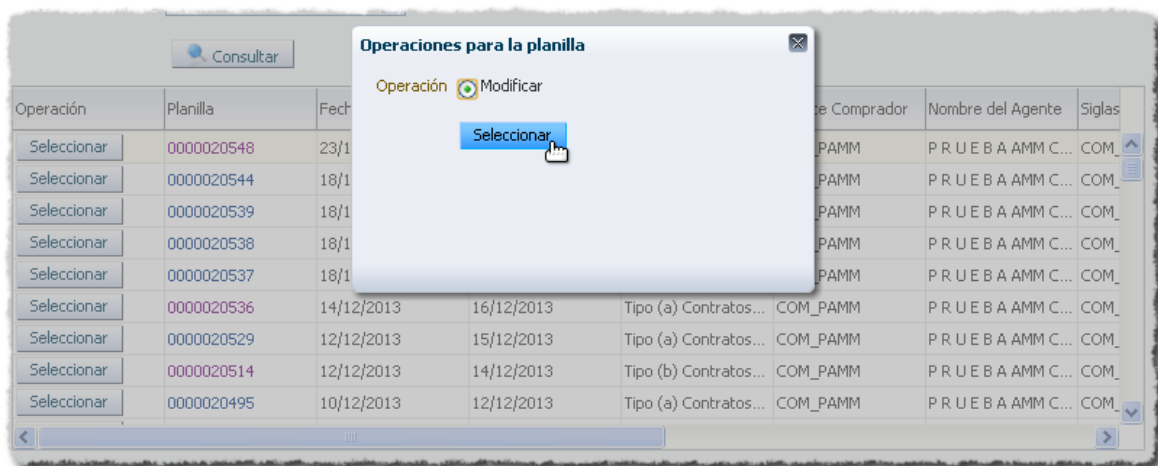 Consultar
Operaciones para la planilla
Operación Modificar
Seleccionar
Operación Planilla Comprador Nombre del Agente Siglas
Seleccionar 0000020548 23/1 PAMM P R U E B A AMM C... COM_
Seleccionar 0000020544 18/1 PAMM P R U E B A AMM C... COM_
Seleccionar 0000020539 18/1 PAMM P R U E B A AMM C... COM_
Seleccionar 0000020538 18/1 PAMM P R U E B A AMM C... COM_
Seleccionar 0000020537 18/1 PAMM P R U E B A AMM C... COM_
Seleccionar 0000020536 14/12/2013 16/12/2013 Tipo (a) Contratos... COM_PAMM P R U E B A AMM C... COM_
Seleccionar 0000020529 12/12/2013 15/12/2013 Tipo (a) Contratos... COM_PAMM P R U E B A AMM C... COM_
Seleccionar 0000020514 12/12/2013 14/12/2013 Tipo (b) Contratos... COM_PAMM P R U E B A AMM C... COM_
Seleccionar 0000020495 10/12/2013 12/12/2013 Tipo (a) Contratos... COM_PAMM P R U E B A AMM C... COM_